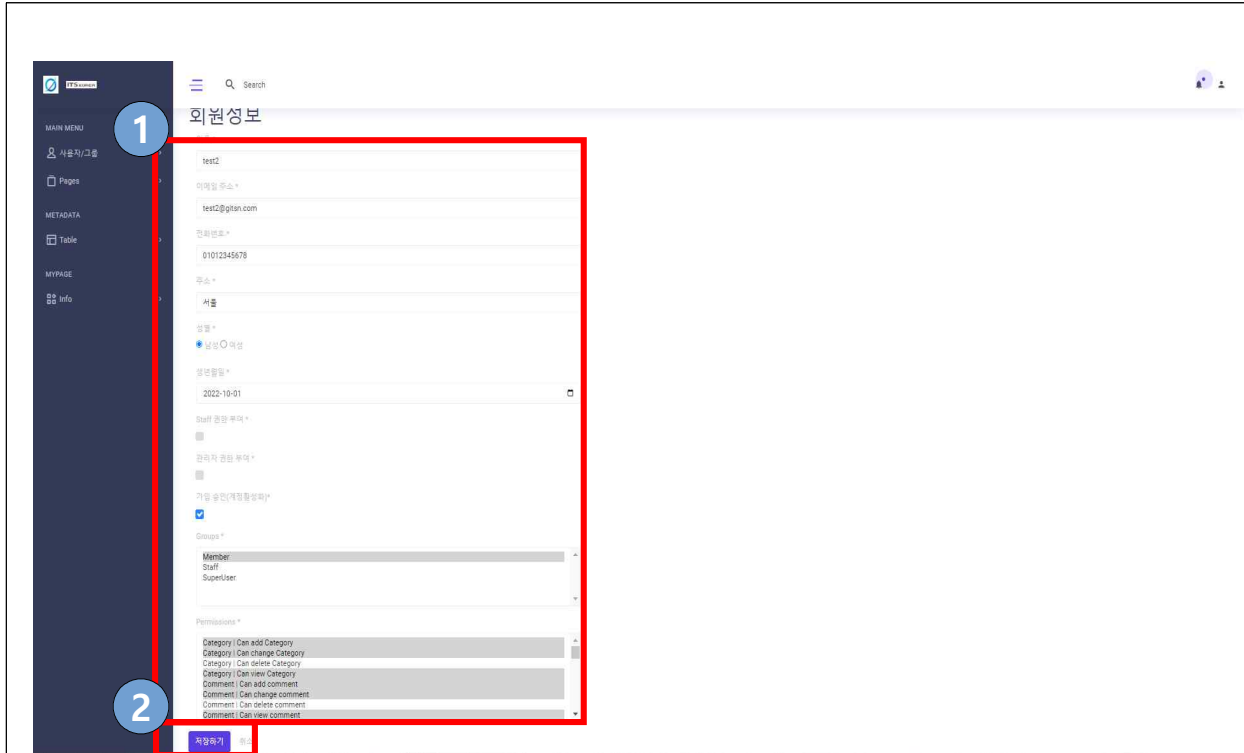 Search
회원정보
1
MAIN MENU
사용자/그룹
Pages
METADATA
Table
MYPAGE
Info
test2
이메일 주소 *
test2@gitsn.com
전화번호 *
01012345678
주소 *
서울
성별 *
남성 여성
생년월일 *
2022-10-01
Staff 권한 부여 *
관리자 권한 부여 *
가입 승인(계정활성화)*
Groups *
Member
Staff
SuperUser
Permissions *
Category | Can add Category
Category | Can change Category
Category | Can delete Category
Category | Can view Category
Comment | Can add comment
Comment | Can change comment
Comment | Can delete comment
Comment | Can view comment
2
저장하기 취소